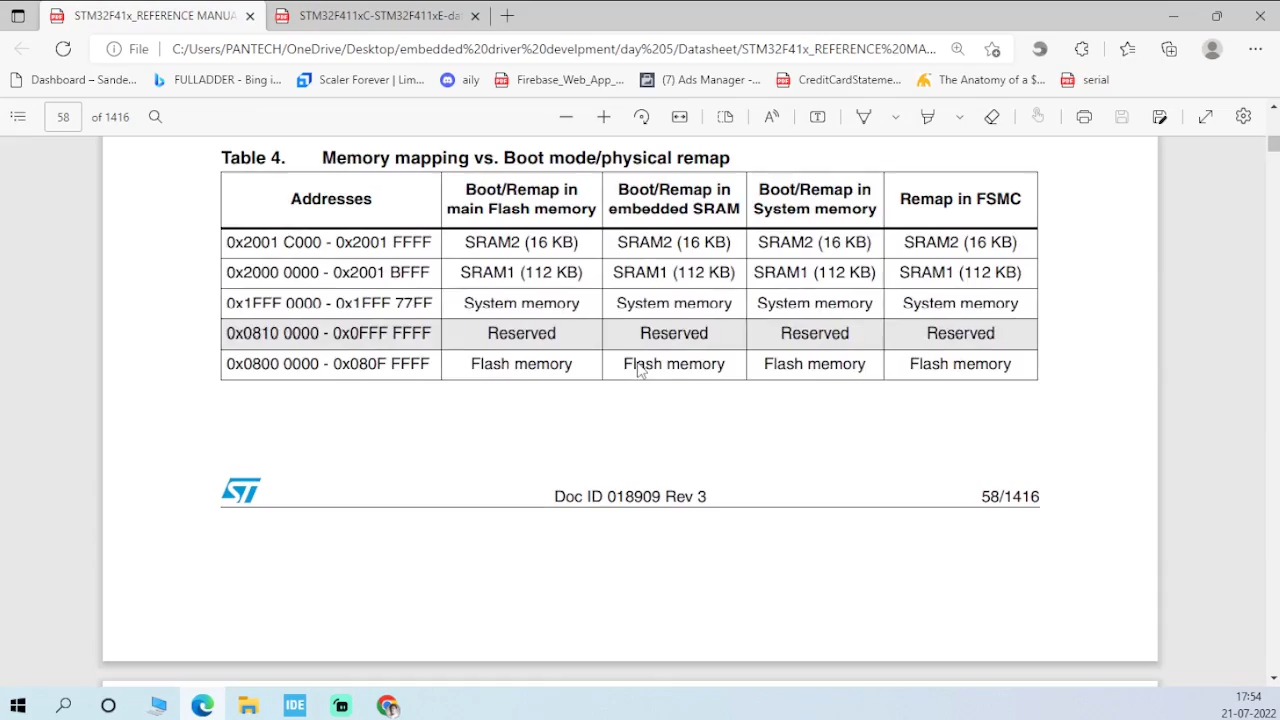 STM32F41x_REFERENCE MANUA
STM32F411xC-STM32F411xE-da
File
C:/Users/PANTECH/OneDrive/Desktop/embedded%20driver%20develpment/day%205/Datasheet/STM32F41x_REFERENCE%20MA...
Dashboard – Sande...
FULLADDER - Bing i...
Scaler Forever | Lim...
aily
Firebase_Web_App_...
(7) Ads Manager -...
CreditCardStateme...
The Anatomy of a $...
serial
58 of 1416
Table 4. Memory mapping vs. Boot mode/physical remap
Addresses
Boot/Remap in
main Flash memory
Boot/Remap in
embedded SRAM
Boot/Remap in
System memory
Remap in FSMC
0x2001 C000 - 0x2001 FFFF SRAM2 (16 KB) SRAM2 (16 KB) SRAM2 (16 KB) SRAM2 (16 KB)
0x2000 0000 - 0x2001 BFFF SRAM1 (112 KB) SRAM1 (112 KB) SRAM1 (112 KB) SRAM1 (112 KB)
0x1FFF 0000 - 0x1FFF 77FF System memory System memory System memory System memory
0x0810 0000 - 0x0FFF FFFF Reserved Reserved Reserved Reserved
0x0800 0000 - 0x080F FFFF Flash memory Flash memory Flash memory Flash memory
ST
Doc ID 018909 Rev 3
58/1416
IDE
17:54
21-07-2022